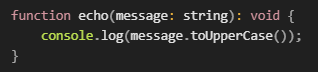 function echo(message: string): void {
    console.log(message.toUpperCase());
}